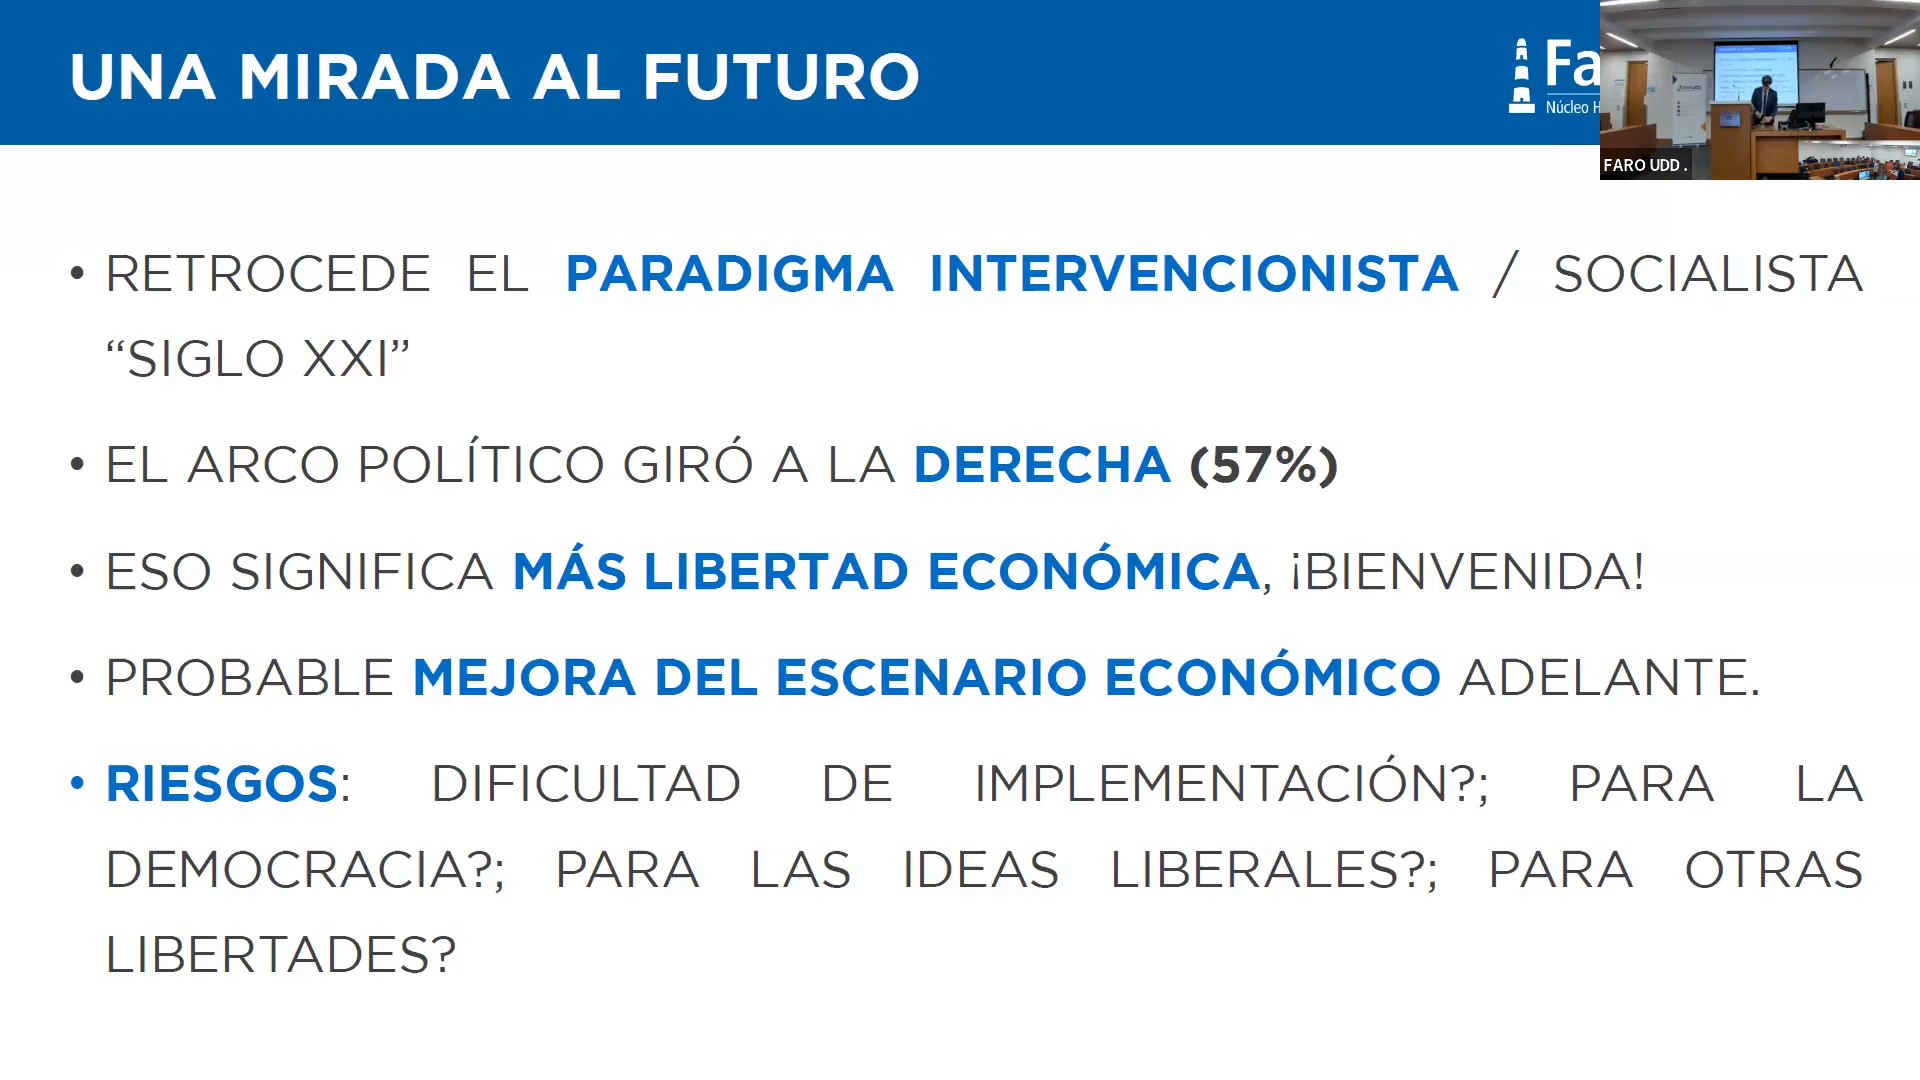 UNA MIRADA AL FUTURO
Fa
Núcleo H
FARO UDD .
• RETROCEDE EL PARADIGMA INTERVENCIONISTA / SOCIALISTA
“SIGLO XXI”
• EL ARCO POLÍTICO GIRÓ A LA DERECHA (57%)
• ESO SIGNIFICA MÁS LIBERTAD ECONÓMICA, ¡BIENVENIDA!
• PROBABLE MEJORA DEL ESCENARIO ECONÓMICO ADELANTE.
• RIESGOS: DIFICULTAD DE IMPLEMENTACIÓN?; PARA LA
DEMOCRACIA?; PARA LAS IDEAS LIBERALES?; PARA OTRAS
LIBERTADES?